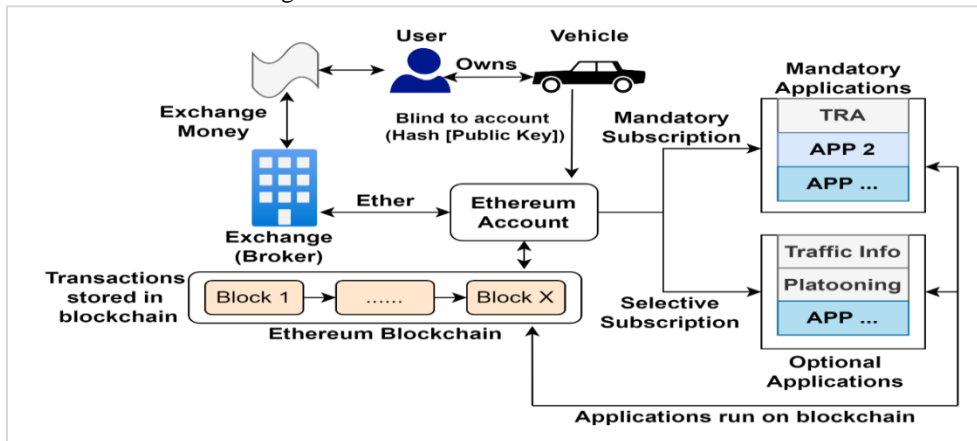 User
Vehicle
Owns
Exchange
Money
Blind to account
(Hash [Public Key])
Mandatory
Subscription
Mandatory
Applications
TRA
APP 2
APP ...
Ether
Ethereum
Account
Exchange
(Broker)
Transactions
stored in
blockchain
Block 1
......
Block X
Ethereum Blockchain
Selective
Subscription
Traffic Info
Platooning
APP ...
Optional
Applications
Applications run on blockchain